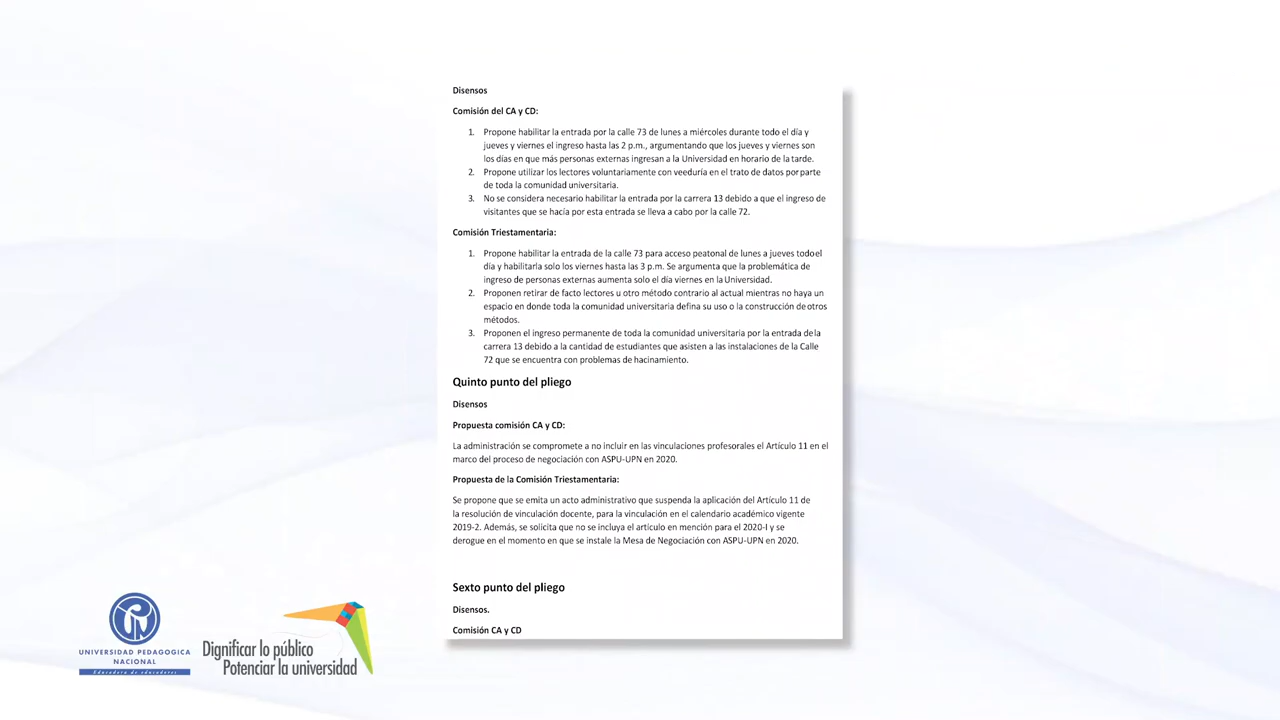 Disensos
Comisión del CA y CD:
1. Propone habilitar la entrada por la calle 73 de lunes a miércoles durante todo el día y
jueves y viernes el ingreso hasta las 2 p.m., argumentando que los jueves y viernes son
los días en que más personas externas ingresan a la Universidad en horario de la tarde.
2. Propone utilizar los lectores voluntariamente con veeduría en el trato de datos por parte
de toda la comunidad universitaria.
3. No se considera necesario habilitar la entrada por la carrera 13 debido a que el ingreso de
visitantes que se hacía por esta entrada se lleva a cabo por la calle 72.
Comisión Triestamentaria:
1. Propone habilitar la entrada de la calle 73 para acceso peatonal de lunes a jueves todo el
día y habilitarla solo los viernes hasta las 3 p.m. Se argumenta que la problemática de
ingreso de personas externas aumenta solo el día viernes en la Universidad.
2. Proponen retirar de facto lectores u otro método contrario al actual mientras no haya un
espacio en donde toda la comunidad universitaria defina su uso o la construcción de otros
métodos.
3. Proponen el ingreso permanente de toda la comunidad universitaria por la entrada de la
carrera 13 debido a la cantidad de estudiantes que asisten a las instalaciones de la Calle
72 que se encuentra con problemas de hacinamiento.
Quinto punto del pliego
Disensos
Propuesta comisión CA y CD:
La administración se compromete a no incluir en las vinculaciones profesorales el Artículo 11 en el
marco del proceso de negociación con ASPU-UPN en 2020.
Propuesta de la Comisión Triestamentaria:
Se propone que se emita un acto administrativo que suspenda la aplicación del Artículo 11 de
la resolución de vinculación docente, para la vinculación en el calendario académico vigente
2019-2. Además, se solicita que no se incluya el artículo en mención para el 2020-I y se
derogue en el momento en que se instale la Mesa de Negociación con ASPU-UPN en 2020.
Sexto punto del pliego
Disensos.
Comisión CA y CD
UNIVERSIDAD PEDAGOGICA
NACIONAL
Educadora de educadores
Dignificar lo público
Potenciar la universidad